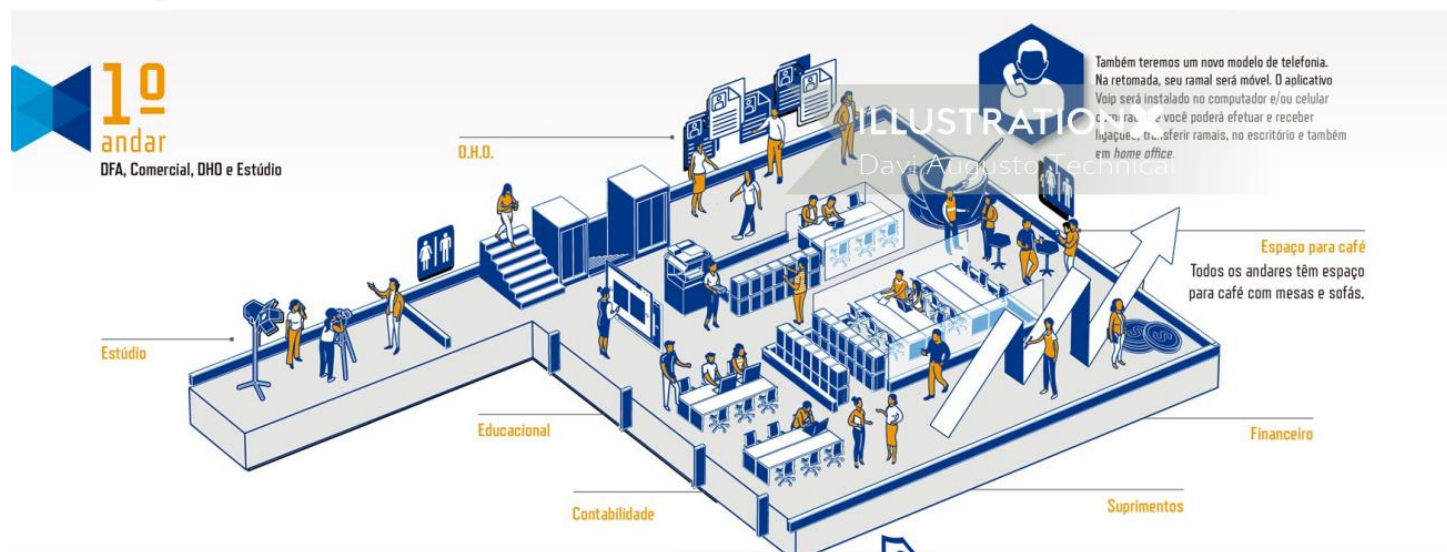 1º
andar
DFA, Comercial, DHO e Estúdio
Também teremos um novo modelo de telefonia.
Na retomada, seu ramal será móvel. O aplicativo
Voip será instalado no computador e/ou celular
e você poderá efetuar e receber
ligações, transferir ramais, no escritório e também
em home office.
ILLUSTRATIONX
Davi Augusto Technical
D.H.O.
Espaço para café
Todos os andares têm espaço
para café com mesas e sofás.
Estúdio
Educacional
Financeiro
Contabilidade
Suprimentos